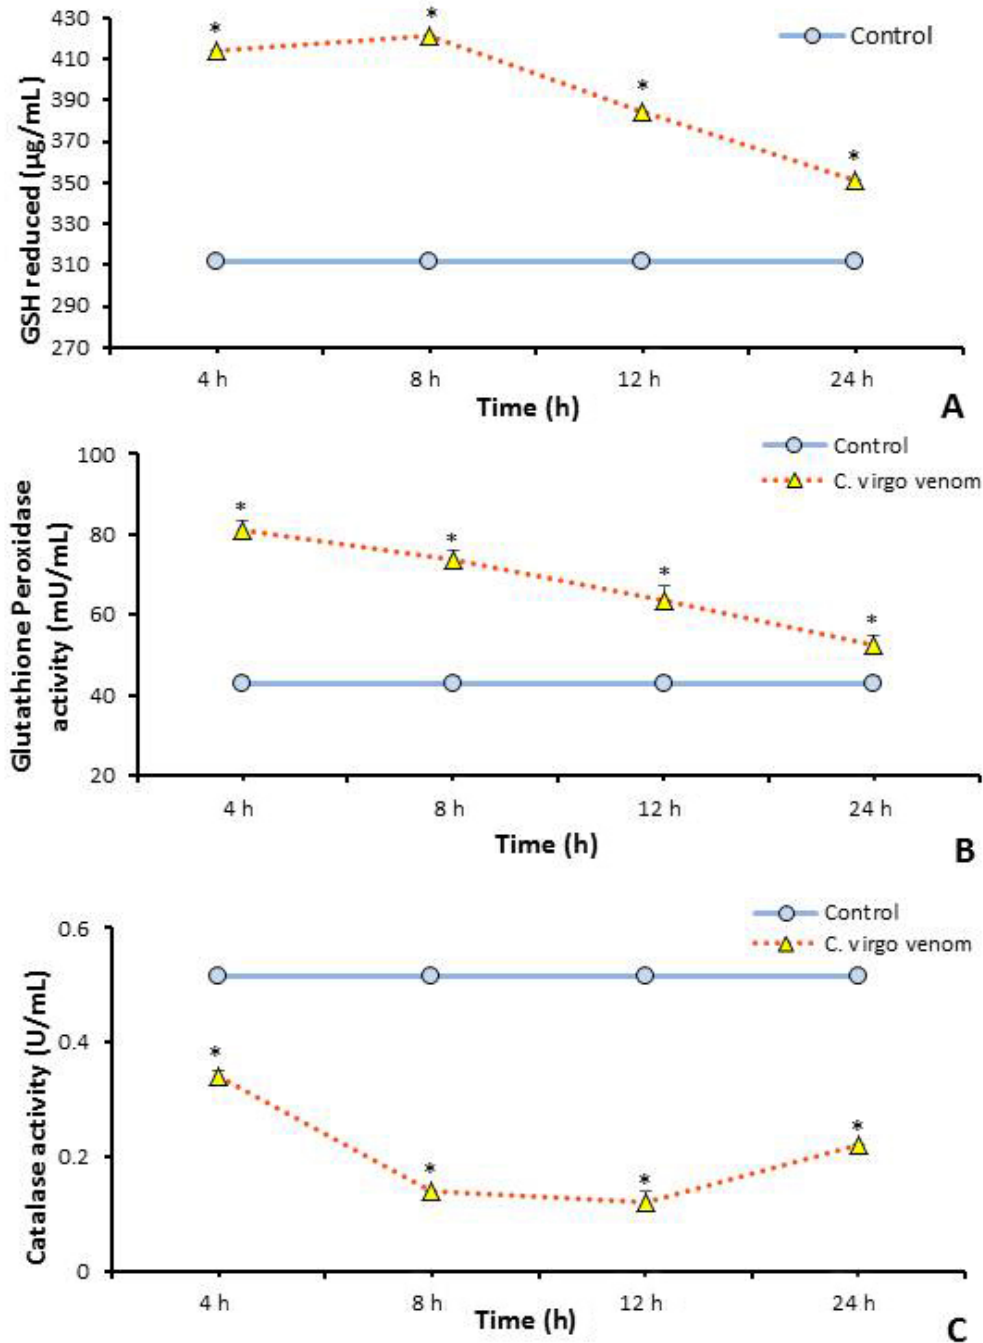 GSH reduced (µg/mL)
430
410
390
370
350
330
310
290
270
*
*
*
*
Control
4 h
8 h
12 h
24 h
Time (h)
A
Glutathione Peroxidase
activity (mU/mL)
100
80
60
40
20
*
*
*
*
Control
C. virgo venom
4 h
8 h
12 h
24 h
Time (h)
B
Catalase activity (U/mL)
0.6
0.4
0.2
0
*
*
*
*
Control
C. virgo venom
4 h
8 h
12 h
24 h
Time (h)
C